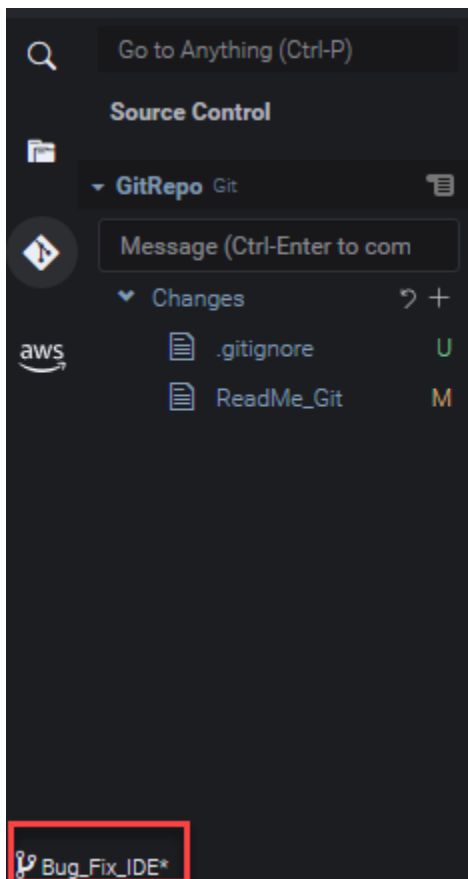 Go to Anything (Ctrl-P)
Source Control
GitRepo Git
Message (Ctrl-Enter to com
Changes
aws
.gitignore U
ReadMe_Git M
Bug_Fix_IDE*